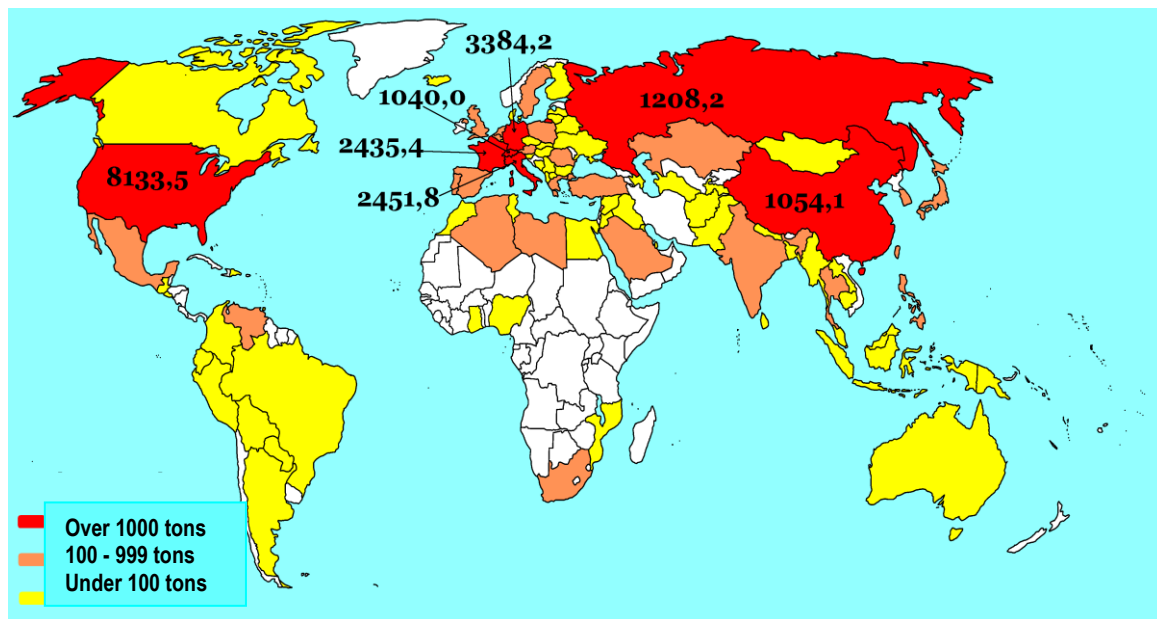 3384,2
1040,0
1208,2
2435,4
8133,5
2451,8
1054,1
Over 1000 tons
100 - 999 tons
Under 100 tons